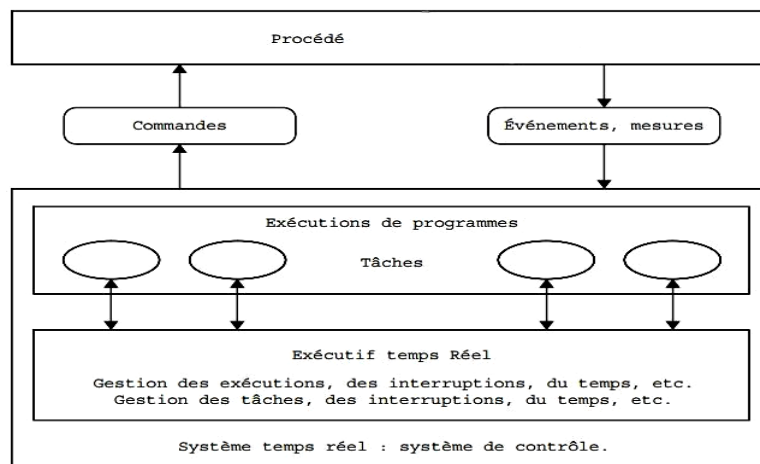 Procédé
Commandes
Événements, mesures
Exécutions de programmes
Tâches
Exécutif temps Réel
Gestion des exécutions, des interruptions, du temps, etc.
Gestion des tâches, des interruptions, du temps, etc.
Système temps réel : système de contrôle.